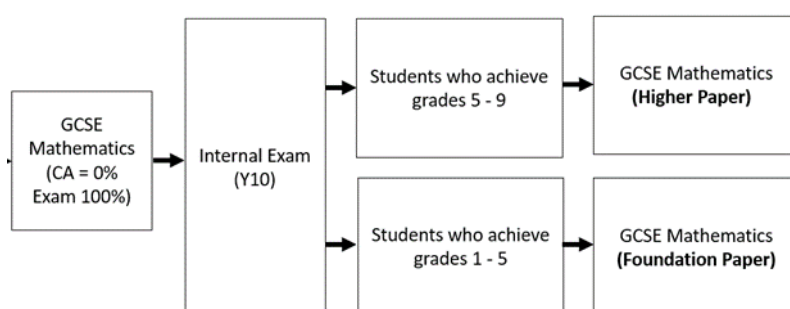 GCSE
Mathematics
(CA = 0%
Exam 100%)
Internal Exam
(Y10)
Students who achieve
grades 5 - 9
GCSE Mathematics
(Higher Paper)
Students who achieve
grades 1 - 5
GCSE Mathematics
(Foundation Paper)